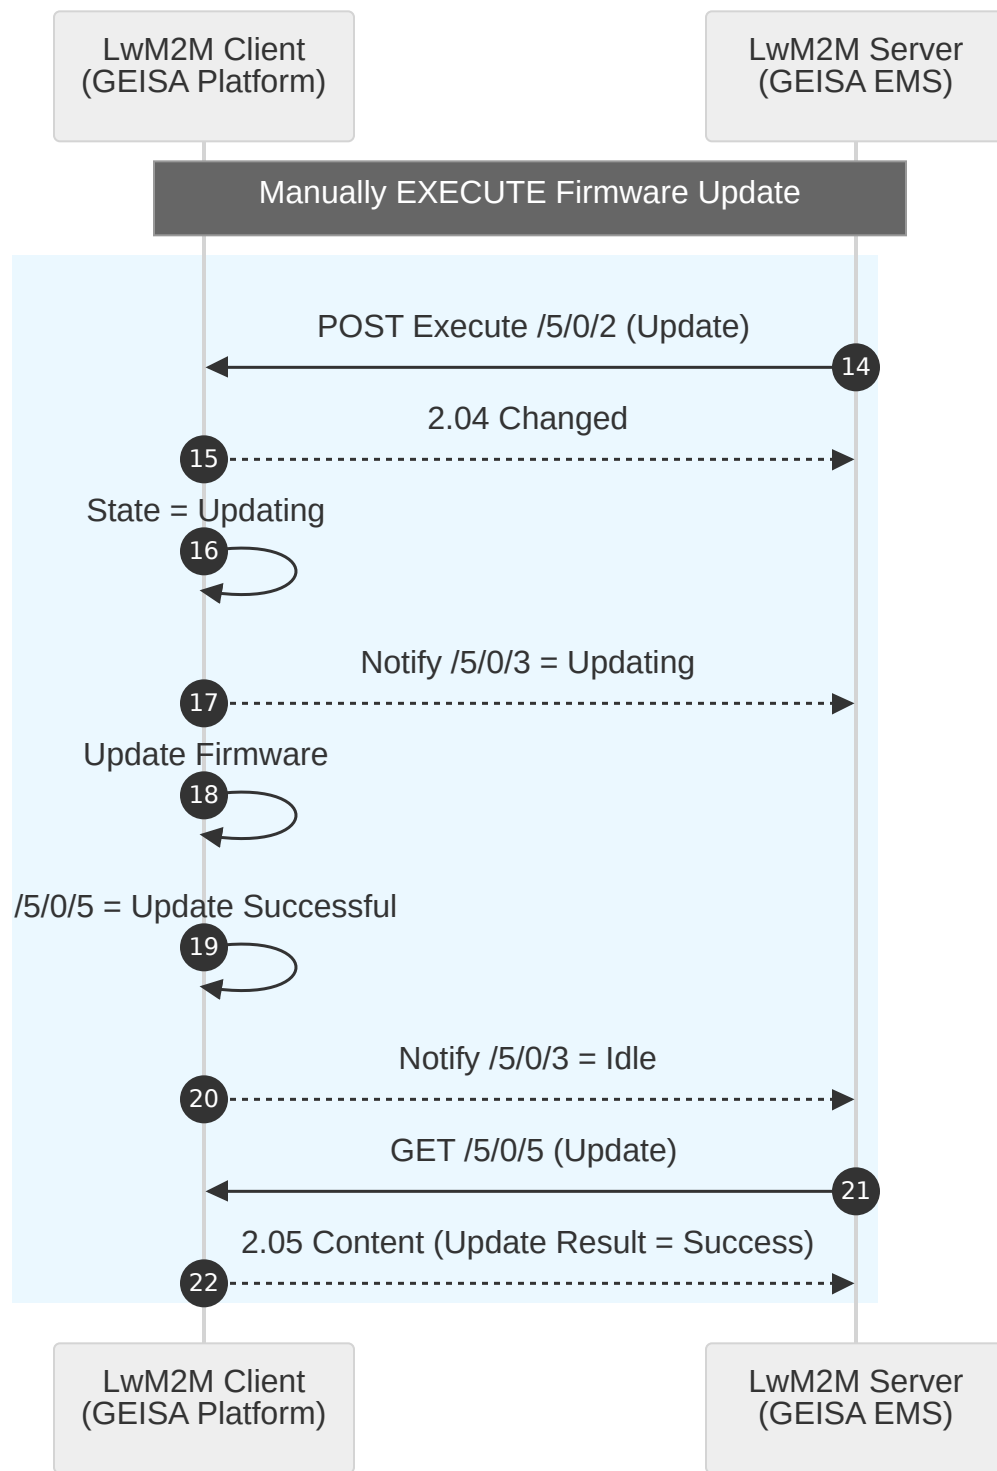 LwM2M Client
(GEISA Platform)
LwM2M Server
(GEISA EMS)
Manually EXECUTE Firmware Update
POST Execute /5/0/2 (Update)
14
2.04 Changed
15
State = Updating
16
Notify /5/0/3 = Updating
17
Update Firmware
18
/5/0/5 = Update Successful
19
Notify /5/0/3 = Idle
20
GET /5/0/5 (Update)
21
2.05 Content (Update Result = Success)
22
LwM2M Client
(GEISA Platform)
LwM2M Server
(GEISA EMS)